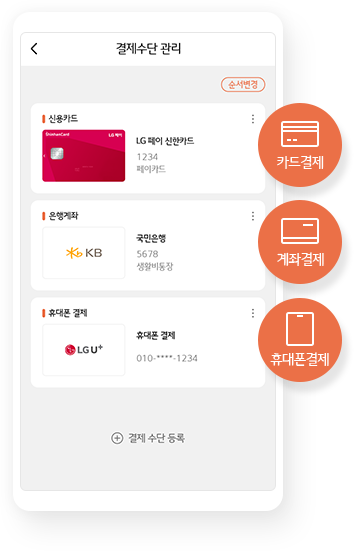 결제수단 관리
순서변경
신용카드
ShinhanCard LG 페이
LG 페이 신한카드
1234
페이카드
카드결제
은행계좌
KB
국민은행
5678
생활비통장
계좌결제
휴대폰 결제
LG U+
휴대폰 결제
010-****-1234
휴대폰결제
결제 수단 등록